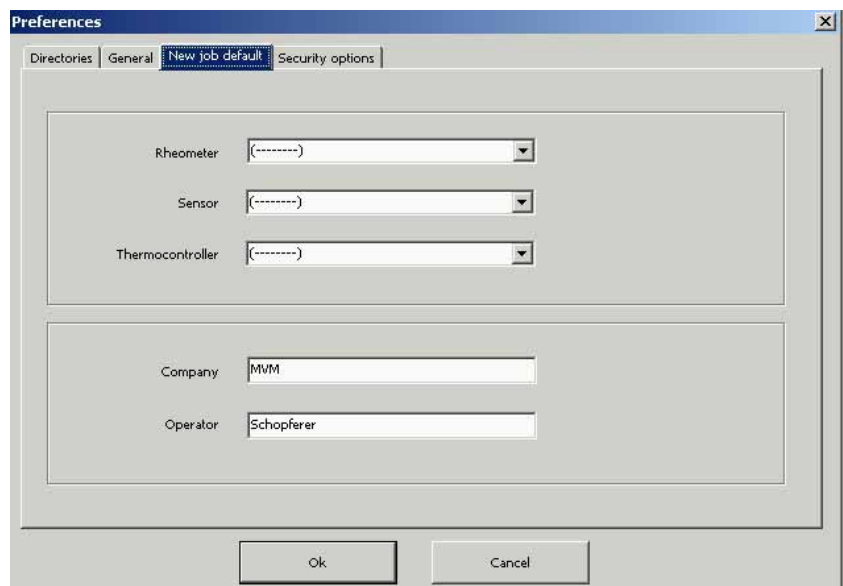 Preferences
Directories General New job default Security options
Rheometer (--------)
Sensor (--------)
Thermocontroller (--------)
Company MVM
Operator Schopferer
Ok Cancel